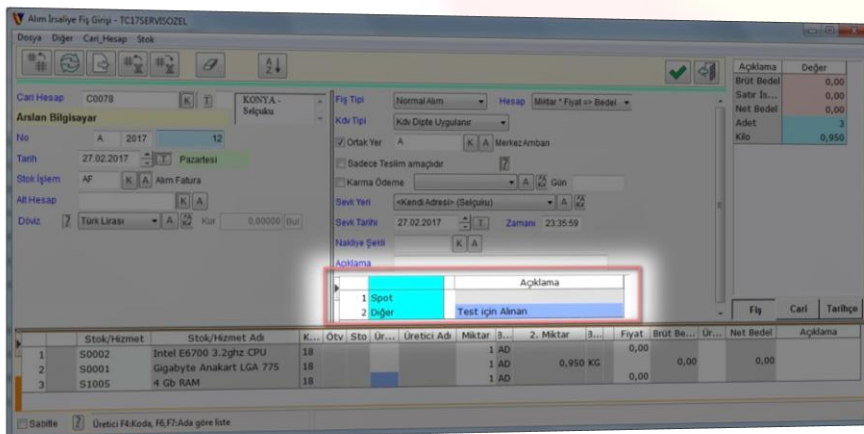 Alım İrsaliye Fiş Girişi - TC17SERVISOZEL
Dosya Diğer Cari_Hesap Stok
Cari Hesap C0078 K T KONYA - Selçuku
Arslan Bilgisayar
No A 2017 12
Tarih 27.02.2017 T Pazartesi
Stok İşlem AF K A Alım Fatura
Alt Hesap K A
Döviz ? Türk Lirası A Kur 0,00000 Bul
Fiş Tipi Normal Alım Hesap Miktar * Fiyat => Bedel
Kdv Tipi Kdv Dipte Uygulanır
Ortak Yer A K A Merkez Ambarı
Sadece Teslim amaçlıdır ?
Karma Ödeme A Gün
Sevk Yeri <Kendi Adresi> (Selçuku) A
Sevk Tarihi 27.02.2017 T Zamanı 23:35:59
Nakliye Şekli K A
Açıklama
Açıklama
1 Spot
2 Diğer Test için Alınan
Açıklama Değer
Brüt Bedel 0,00
Satır İs... 0,00
Net Bedel 0,00
Adet 3
Kilo 0,950
Fiş Cari Tarihçe
Stok/Hizmet Stok/Hizmet Adı K... Ötv Sto Ür... Üretici Adı Miktar B... 2. Miktar B... Fiyat Brüt Be... Ür... Net Bedel Açıklama
1 S0002 Intel E6700 3.2ghz CPU 18 1 AD 0,00
2 S0001 Gigabyte Anakart LGA 775 18 1 AD 0,950 KG 0,00 0,00
3 S1005 4 Gb RAM 18 1 AD 0,00
Sabitle ? Üretici F4:Koda, F6,F7:Ada göre liste